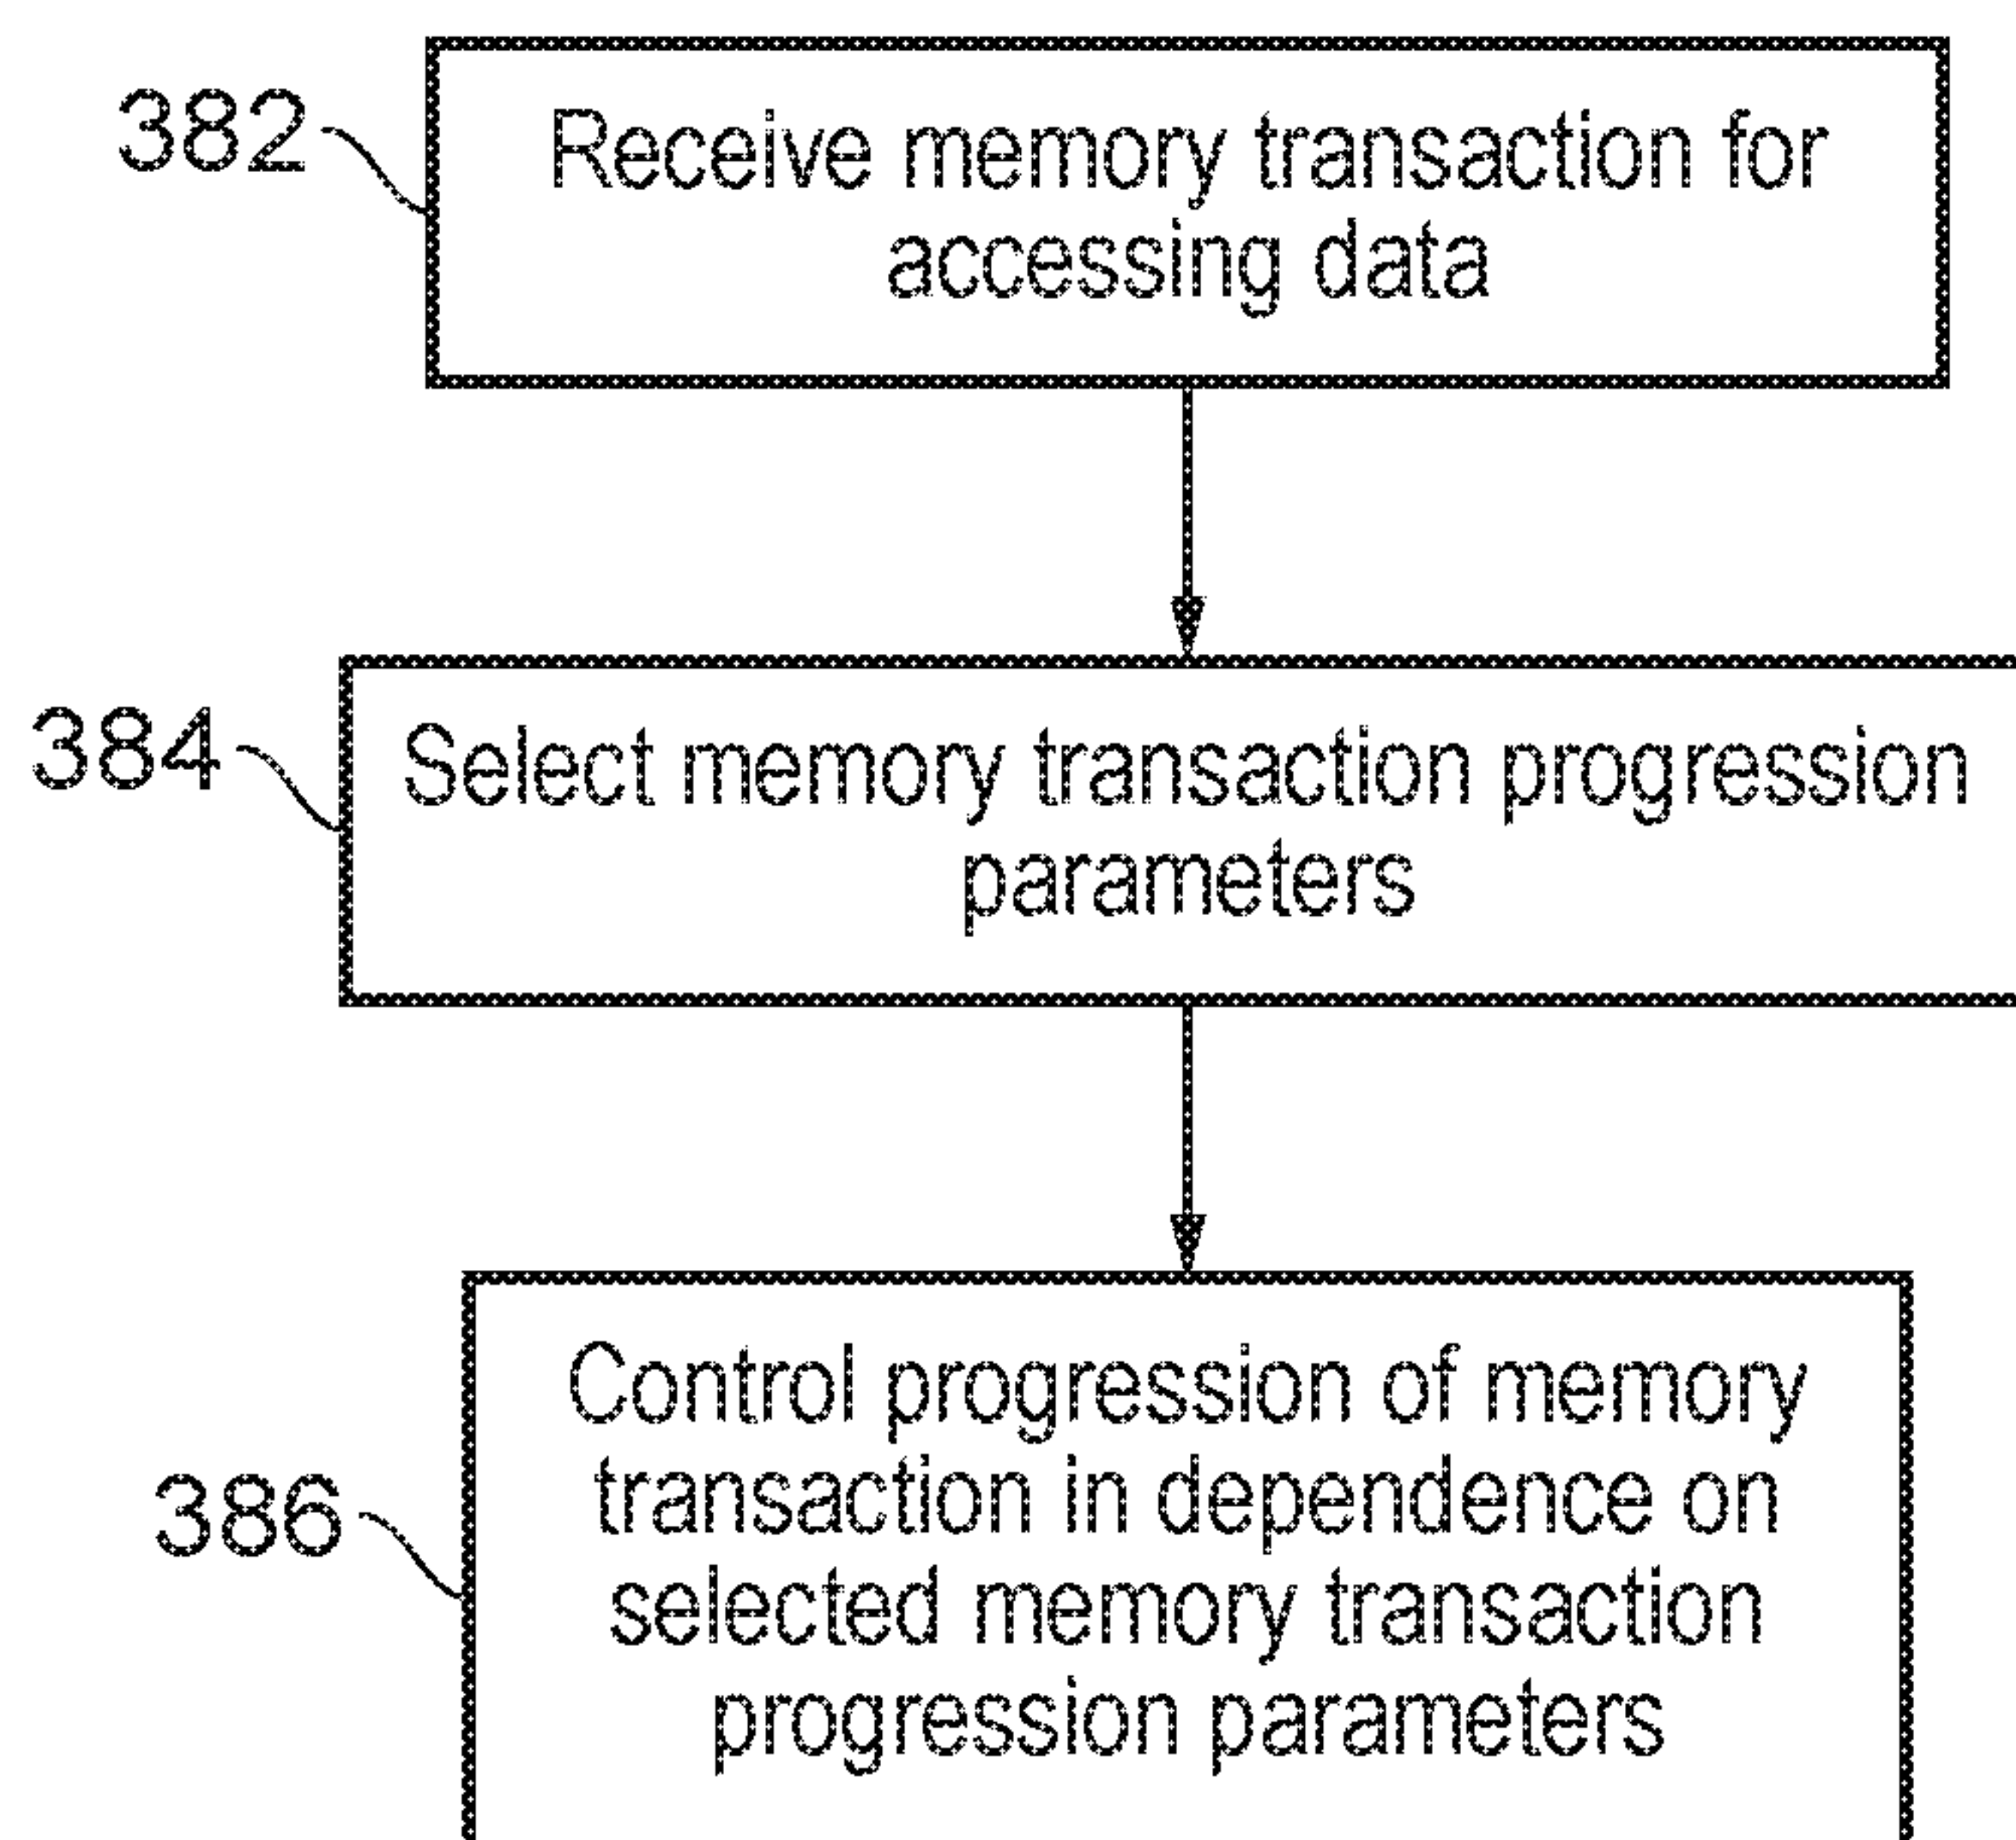 382
Receive memory transaction for
accessing data
384
Select memory transaction progression
parameters
386
Control progression of memory
transaction in dependence on
selected memory transaction
progression parameters